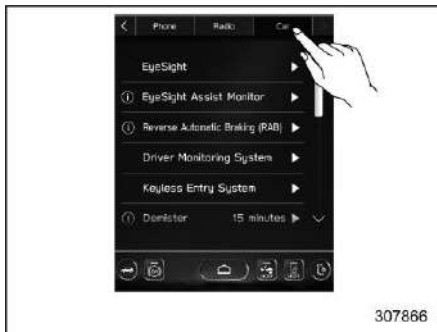 Phone Radio Car
EyeSight
EyeSight Assist Monitor
Reverse Automatic Braking (RAB)
Driver Monitoring System
Keyless Entry System
Demister 15 minutes
307866